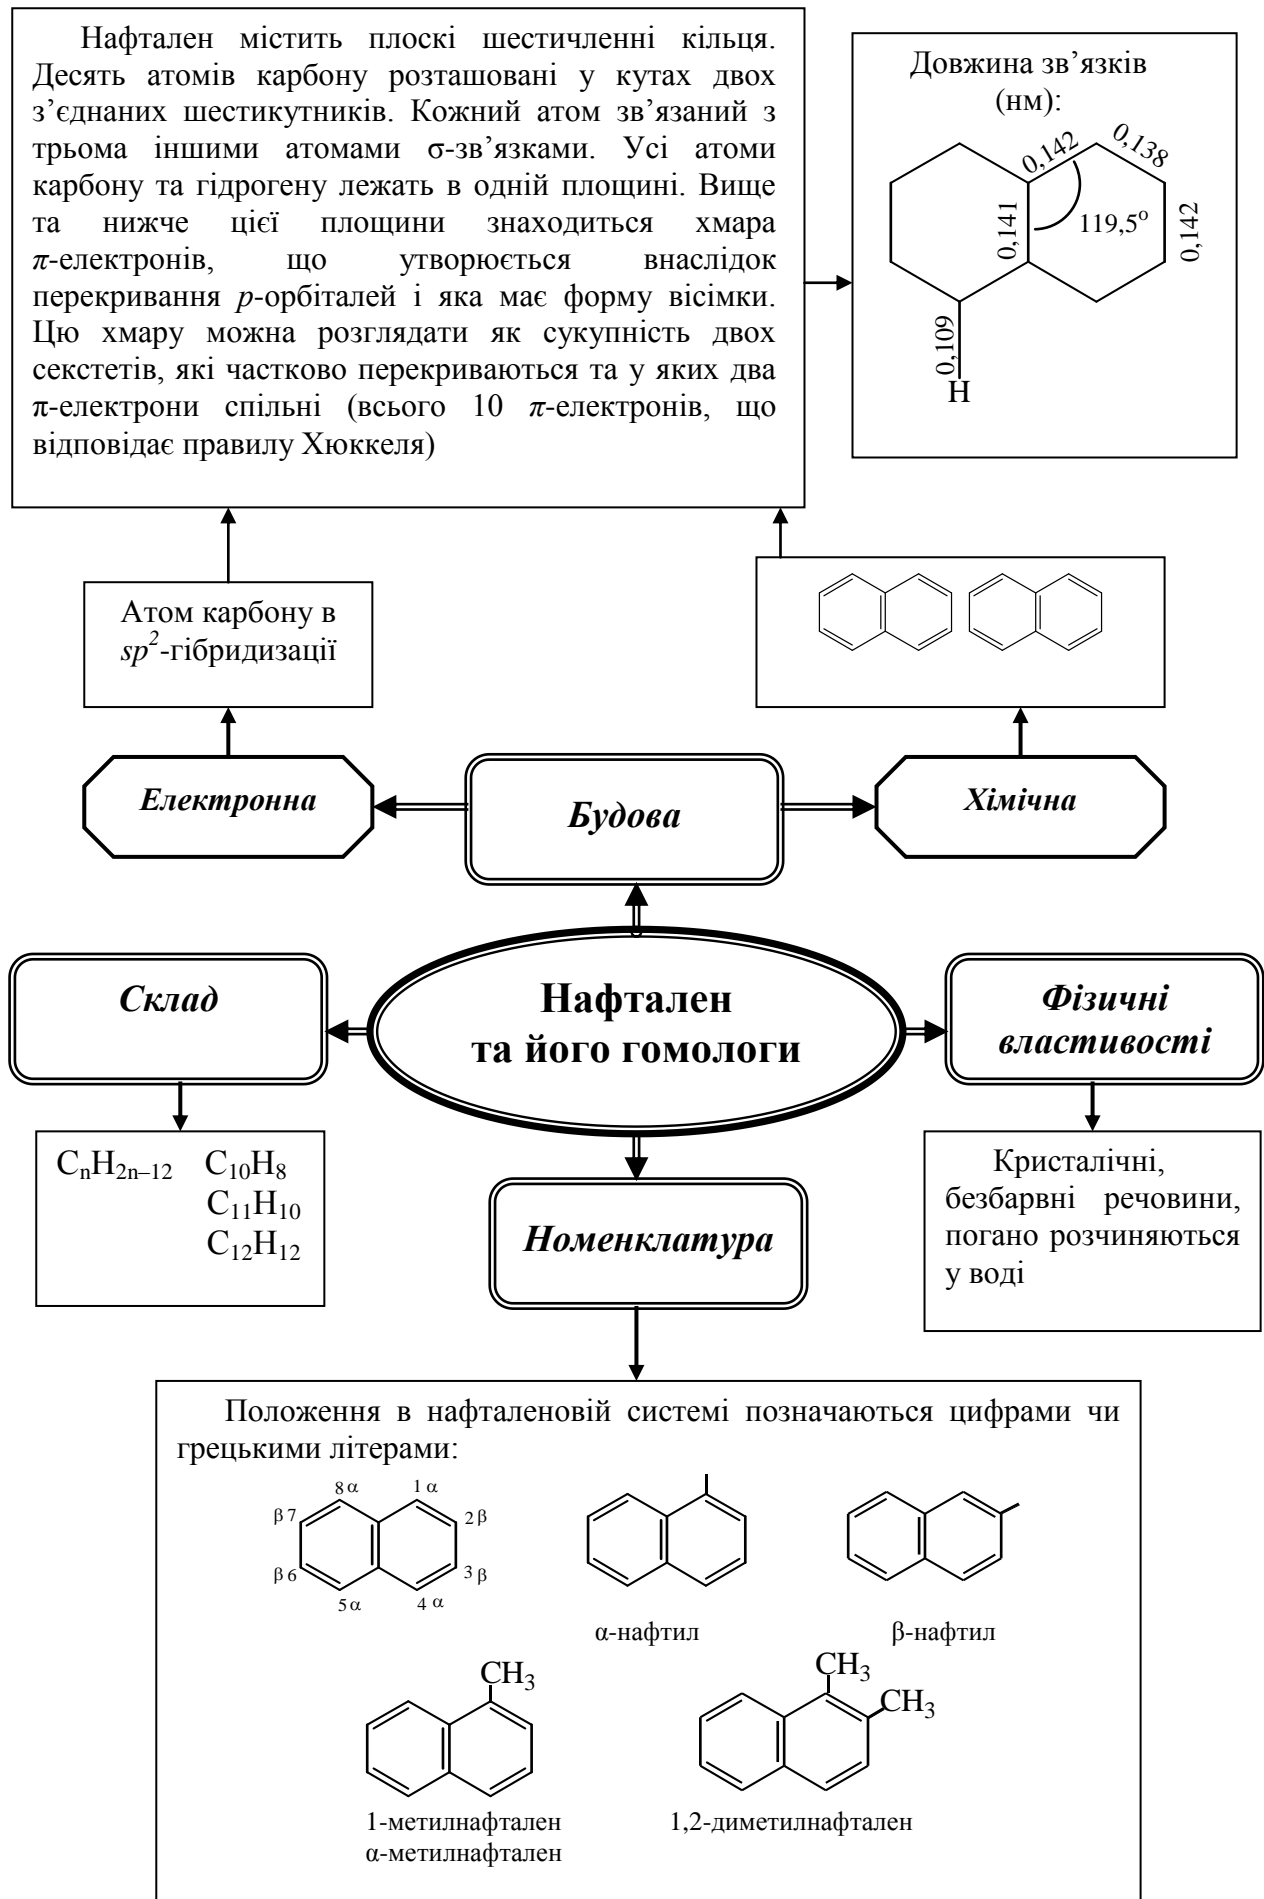 Нафтален містить плоскі шестичленні кільця.
Десять атомів карбону розташовані у кутах двох
з’єднаних шестикутників. Кожний атом зв’язаний з
трьома іншими атомами σ-зв’язками. Усі атоми
карбону та гідрогену лежать в одній площині. Вище
та нижче цієї площини знаходиться хмара
π-електронів, що утворюється внаслідок
перекривання p-орбіталей і яка має форму вісімки.
Цю хмару можна розглядати як сукупність двох
секстетів, які частково перекриваються та у яких два
π-електрони спільні (всього 10 π-електронів, що
відповідає правилу Хюккеля)
Довжина зв’язків
(нм):
0,142
0,138
0,141
119,5°
0,142
0,109
H
Атом карбону в
sp²-гібридизації
Електронна
Будова
Хімічна
Склад
Нафтален
та його гомологи
Фізичні
властивості
CₙH₂ₙ₋₁₂ C₁₀H₈
C₁₁H₁₀
C₁₂H₁₂
Номенклатура
Кристалічні,
безбарвні речовини,
погано розчиняються
у воді
Положення в нафталеновій системі позначаються цифрами чи
грецькими літерами:
8 α 1 α
β 7 2 β
β 6 3 β
5 α 4 α
α-нафтил
β-нафтил
CH₃
CH₃
CH₃
1-метилнафтален
α-метилнафтален
1,2-диметилнафтален